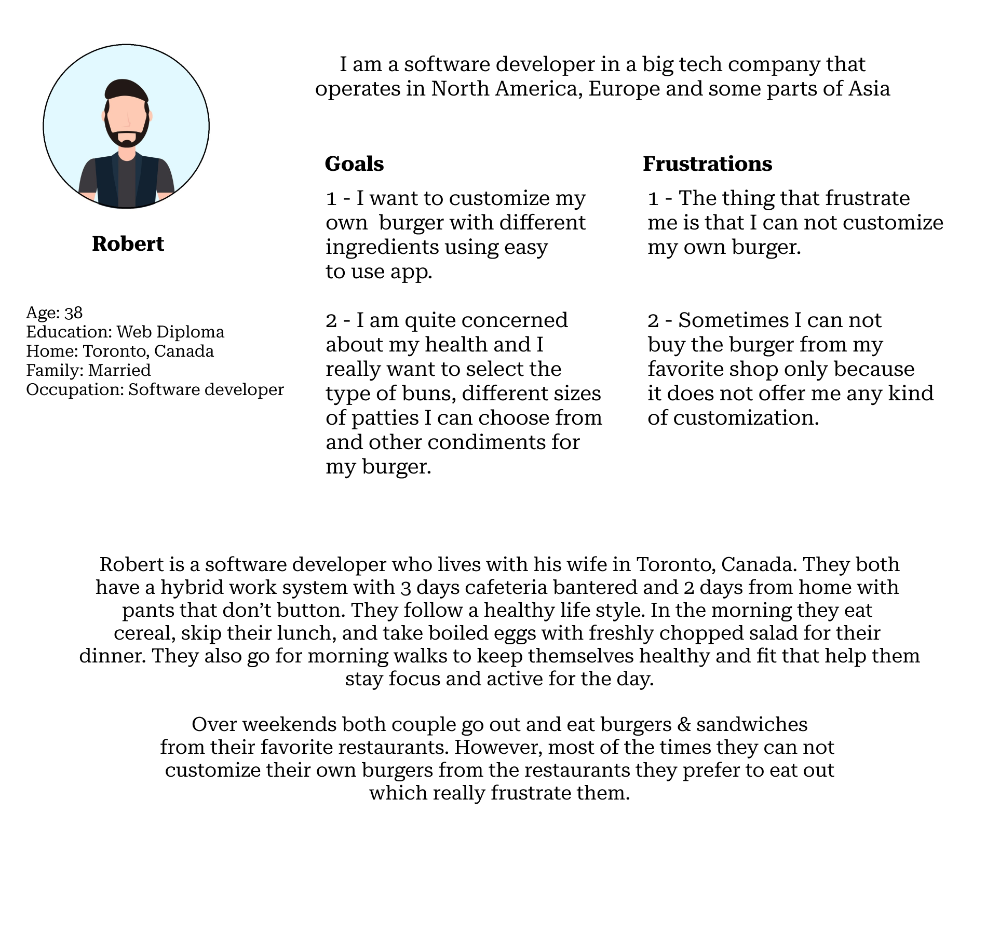 I am a software developer in a big tech company that
operates in North America, Europe and some parts of Asia
Robert
Age: 38
Education: Web Diploma
Home: Toronto, Canada
Family: Married
Occupation: Software developer
Goals
1 - I want to customize my
own  burger with different
ingredients using easy
to use app.
2 - I am quite concerned
about my health and I
really want to select the
type of buns, different sizes
of patties I can choose from
and other condiments for
my burger.
Frustrations
1 - The thing that frustrate
me is that I can not customize
my own burger.
2 - Sometimes I can not
buy the burger from my
favorite shop only because
it does not offer me any kind
of customization.
Robert is a software developer who lives with his wife in Toronto, Canada. They both
have a hybrid work system with 3 days cafeteria bantered and 2 days from home with
pants that don’t button. They follow a healthy life style. In the morning they eat
cereal, skip their lunch, and take boiled eggs with freshly chopped salad for their
dinner. They also go for morning walks to keep themselves healthy and fit that help them
stay focus and active for the day.
Over weekends both couple go out and eat burgers & sandwiches
from their favorite restaurants. However, most of the times they can not
customize their own burgers from the restaurants they prefer to eat out
which really frustrate them.